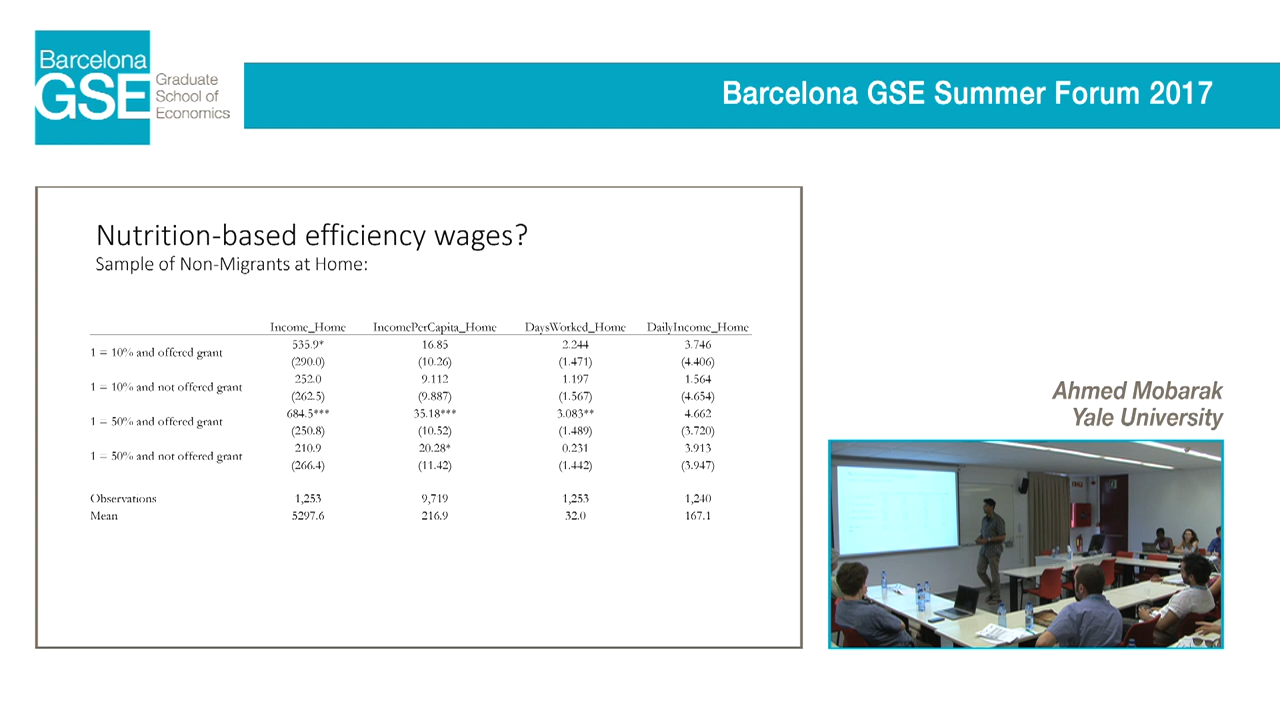 Barcelona
GSE
Graduate
School of
Economics
Barcelona GSE Summer Forum 2017
Nutrition-based efficiency wages?
Sample of Non-Migrants at Home:
Income_Home IncomePerCapita_Home DaysWorked_Home DailyIncome_Home
1 = 10% and offered grant 535.9* 16.85 2.244 3.746
(290.0) (10.26) (1.471) (4.406)
1 = 10% and not offered grant 252.0 9.112 1.197 1.564
(262.5) (9.887) (1.567) (4.654)
1 = 50% and offered grant 684.5*** 35.18*** 3.083** 4.662
(250.8) (10.52) (1.489) (3.720)
1 = 50% and not offered grant 210.9 20.28* 0.231 3.913
(266.4) (11.42) (1.442) (3.947)
Observations 1,253 9,719 1,253 1,240
Mean 5297.6 216.9 32.0 167.1
Ahmed Mobarak
Yale University